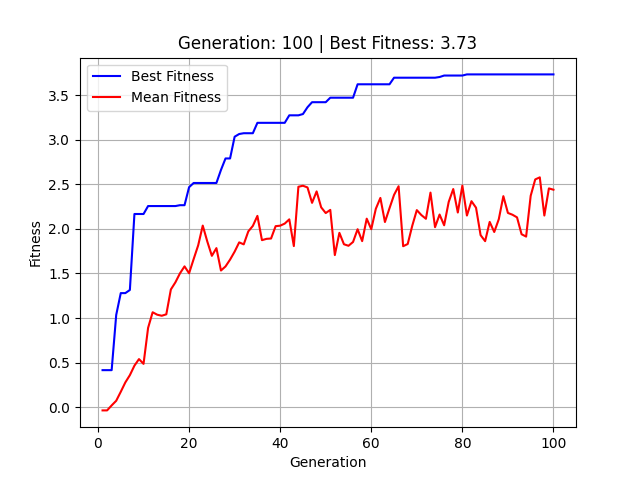 Generation: 100 | Best Fitness: 3.73
Best Fitness
Mean Fitness
3.5
3.0
2.5
2.0
1.5
1.0
0.5
0.0
Fitness
0 20 40 60 80 100
Generation